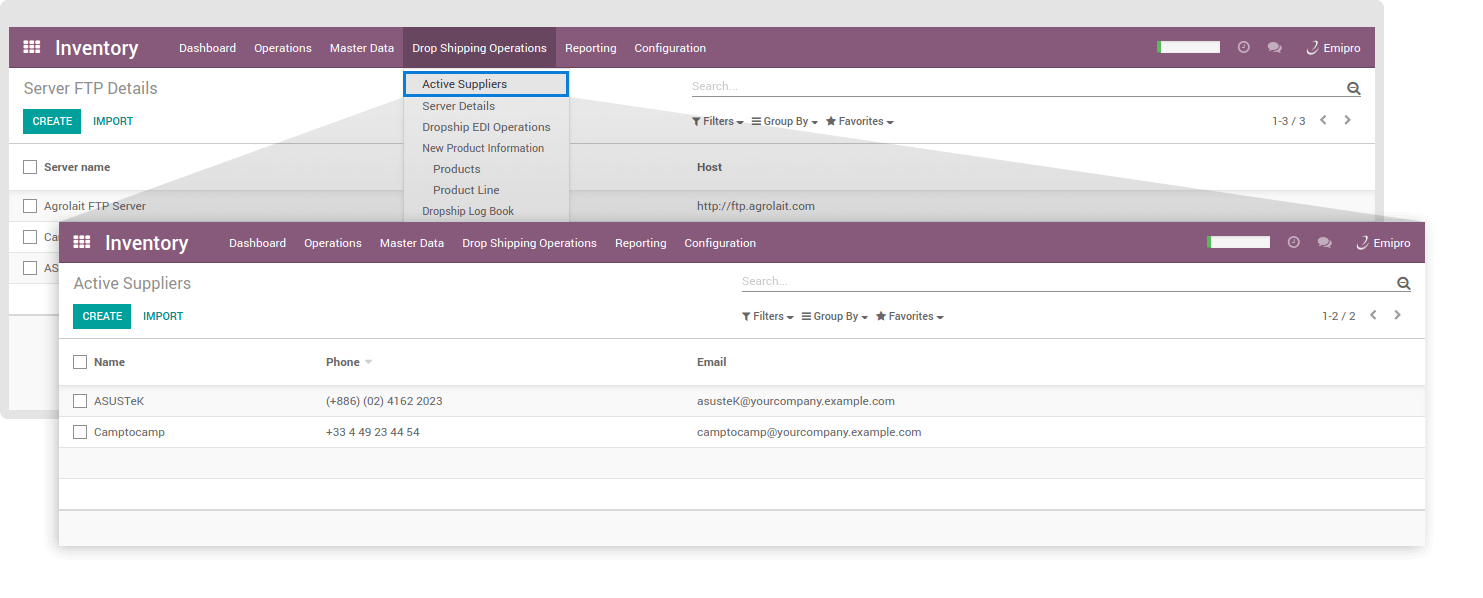 Inventory Dashboard Operations Master Data Drop Shipping Operations Reporting Configuration Emipro
Server FTP Details
Active Suppliers
Search...
CREATE IMPORT
Server Details
Filters Group By Favorites
1-3 / 3
Dropship EDI Operations
New Product Information
Server name
Host
Products
Product Line
Agrolait FTP Server
http://ftp.agrolait.com
Dropship Log Book
Ca
AS
Inventory Dashboard Operations Master Data Drop Shipping Operations Reporting Configuration Emipro
Active Suppliers
Search...
CREATE IMPORT
Filters Group By Favorites
1-2 / 2
Name Phone Email
ASUSTeK (+886) (02) 4162 2023 asusteK@yourcompany.example.com
Camptocamp +33 4 49 23 44 54 camptocamp@yourcompany.example.com